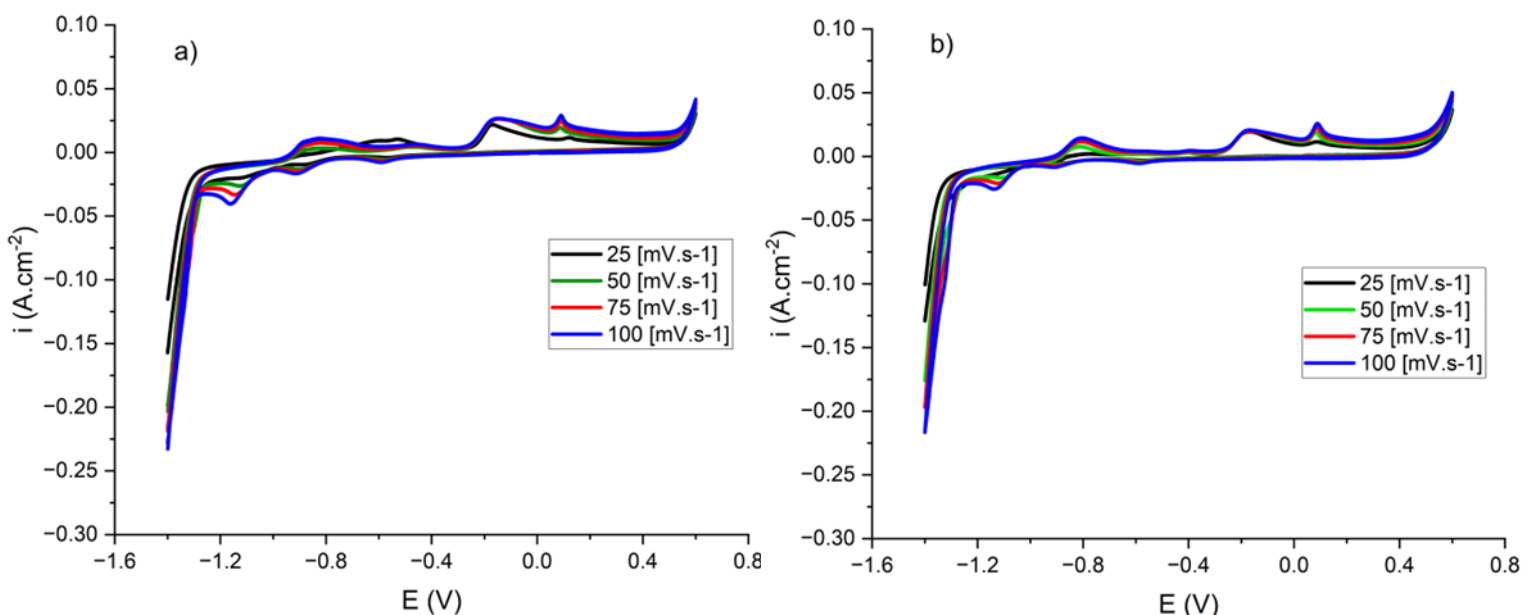 a)
0.10
0.05
0.00
−0.05
−0.10
−0.15
−0.20
−0.25
−0.30
i (A.cm-2)
25 [mV.s-1]
50 [mV.s-1]
75 [mV.s-1]
100 [mV.s-1]
−1.6 −1.2 −0.8 −0.4 0.0 0.4 0.8
E (V)
b)
0.10
0.05
0.00
−0.05
−0.10
−0.15
−0.20
−0.25
−0.30
i (A.cm-2)
25 [mV.s-1]
50 [mV.s-1]
75 [mV.s-1]
100 [mV.s-1]
−1.6 −1.2 −0.8 −0.4 0.0 0.4 0.8
E (V)